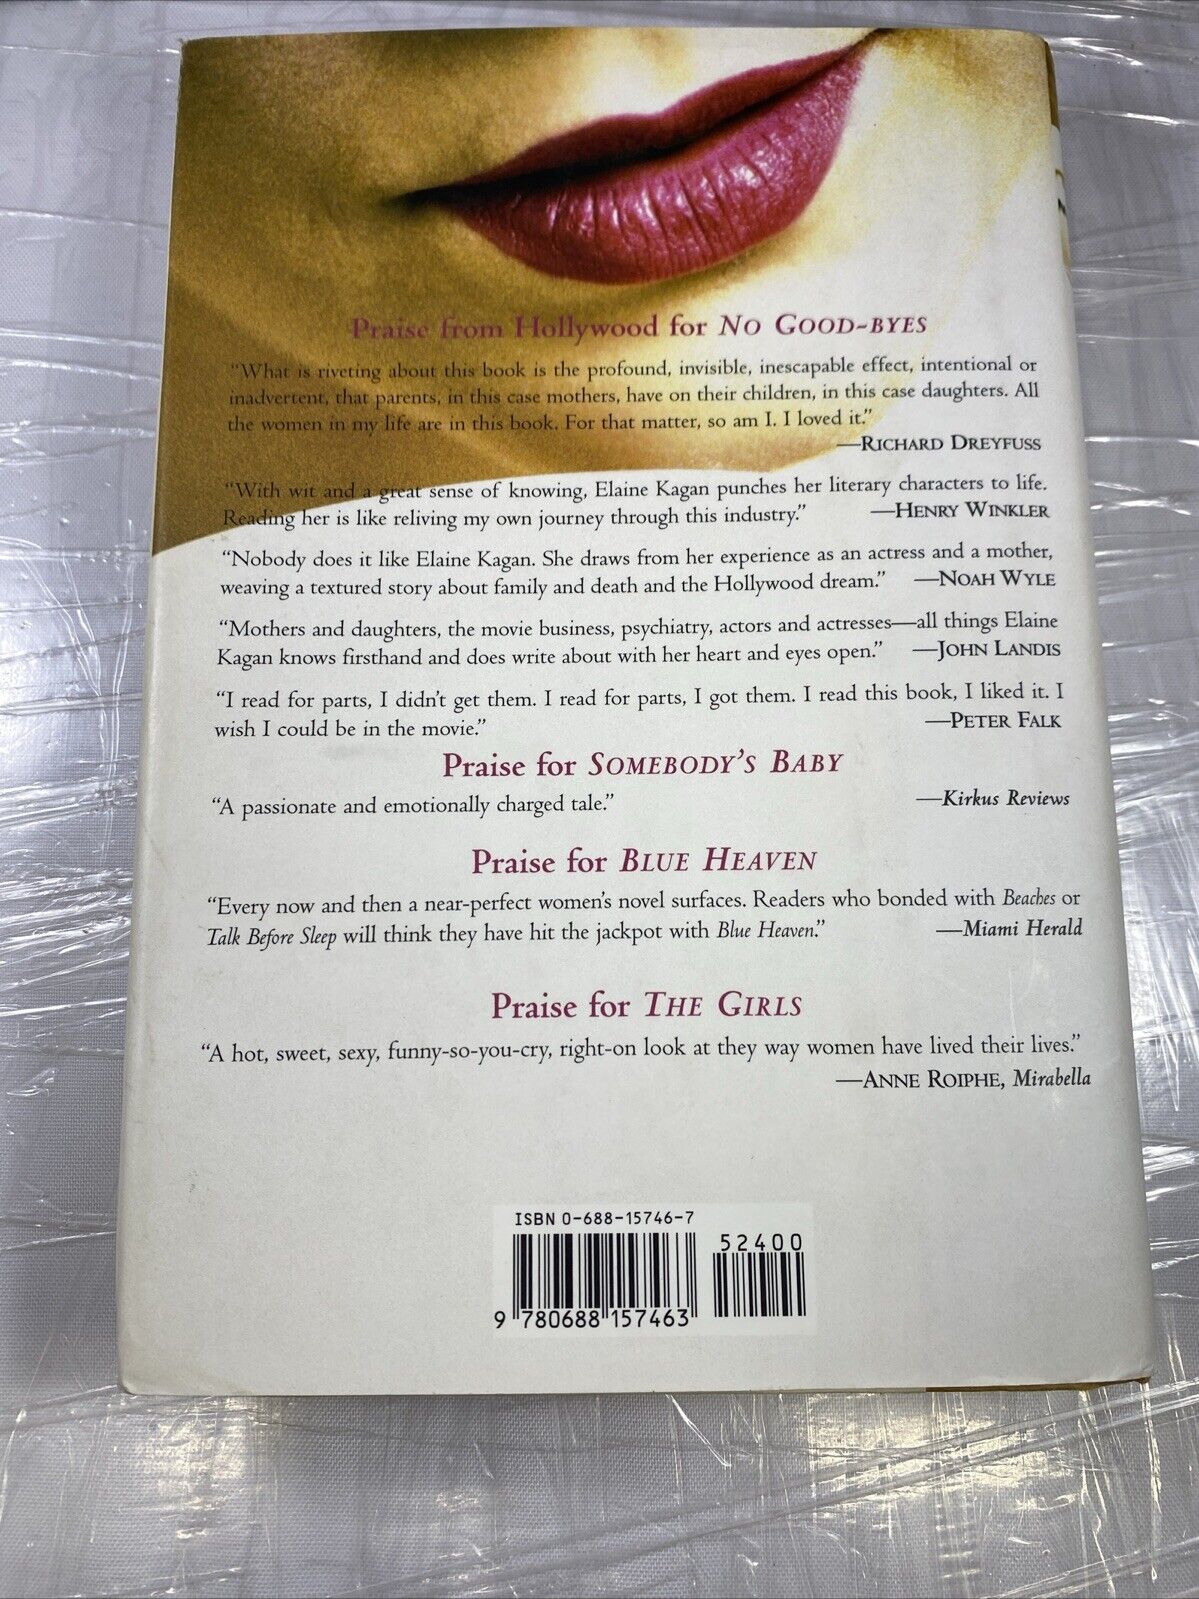 Praise from Hollywood for NO GOOD-BYES
“What is riveting about this book is the profound, invisible, inescapable effect, intentional or
inadvertent, that parents, in this case mothers, have on their children, in this case daughters. All
the women in my life are in this book. For that matter, so am I. I loved it.”
—RICHARD DREYFUSS
“With wit and a great sense of knowing, Elaine Kagan punches her literary characters to life.
Reading her is like reliving my own journey through this industry.” —HENRY WINKLER
“Nobody does it like Elaine Kagan. She draws from her experience as an actress and a mother,
weaving a textured story about family and death and the Hollywood dream.” —NOAH WYLE
“Mothers and daughters, the movie business, psychiatry, actors and actresses—all things Elaine
Kagan knows firsthand and does write about with her heart and eyes open.” —JOHN LANDIS
“I read for parts, I didn’t get them. I read for parts, I got them. I read this book, I liked it. I
wish I could be in the movie.” —PETER FALK
Praise for SOMEBODY’S BABY
“A passionate and emotionally charged tale.” —Kirkus Reviews
Praise for BLUE HEAVEN
“Every now and then a near-perfect women’s novel surfaces. Readers who bonded with Beaches or
Talk Before Sleep will think they have hit the jackpot with Blue Heaven.” —Miami Herald
Praise for THE GIRLS
“A hot, sweet, sexy, funny-so-you-cry, right-on look at they way women have lived their lives.”
—ANNE ROIPHE, Mirabella
ISBN 0-688-15746-7
52400
9 780688 157463